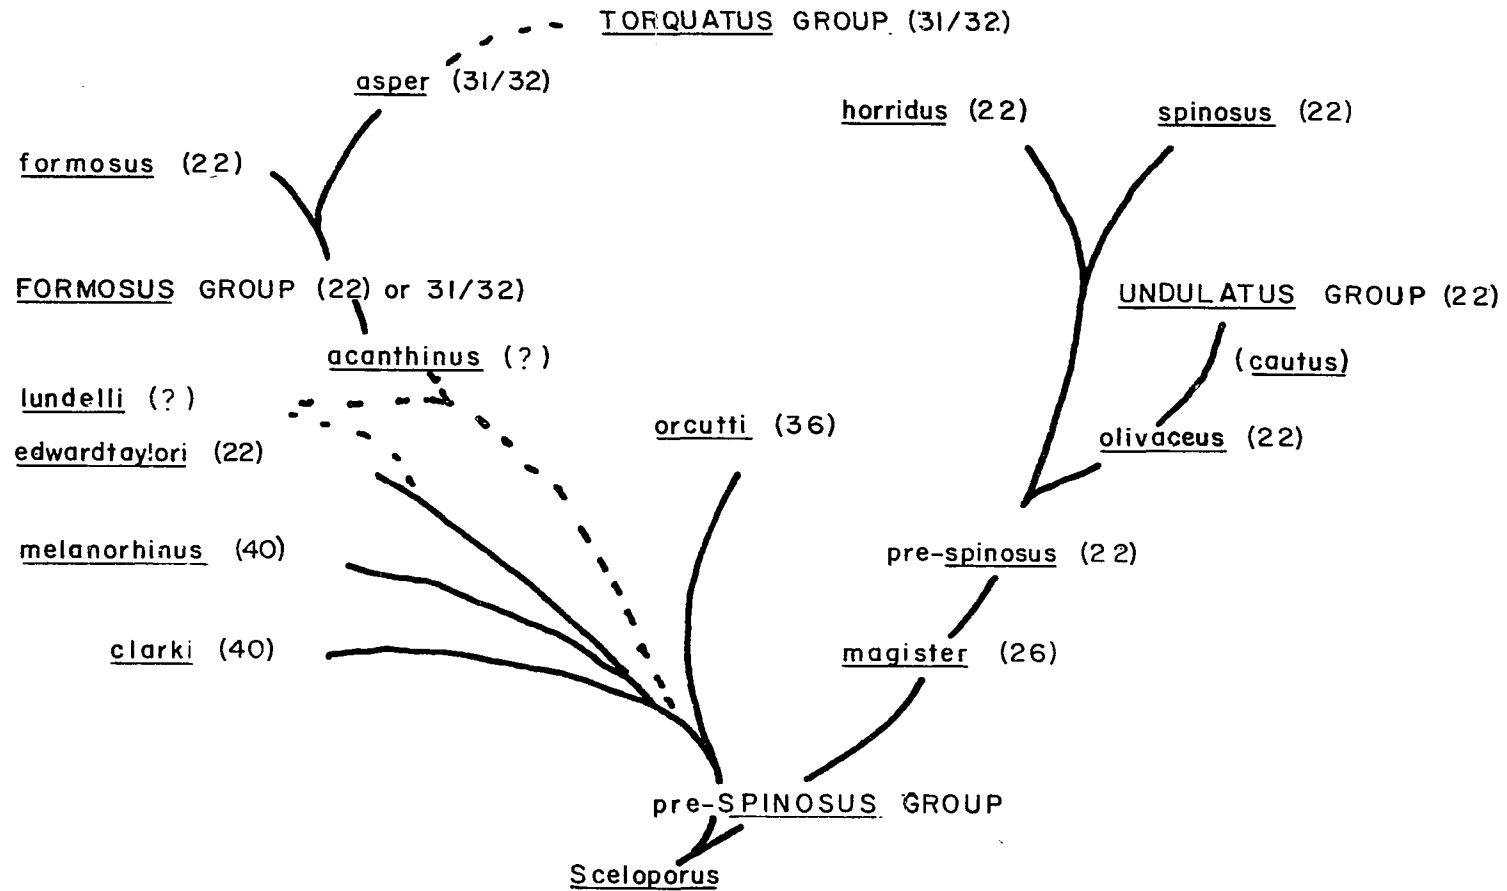 TORQUATUS GROUP (31/32)
asper (31/32)
horridus (22)
spinosus (22)
formosus (22)
FORMOSUS GROUP (22) or 31/32)
UNDULATUS GROUP (22)
acanthinus (?)
(cautus)
lundelli (?)
orcutti (36)
olivaceus (22)
edwardtaylori (22)
melanorhinus (40)
pre-spinosus (22)
clarki (40)
magister (26)
pre-SPINOSUS GROUP
Sceloporus